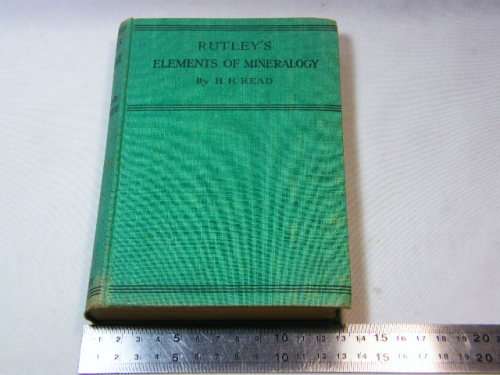 RUTLEY'S
ELEMENTS OF MINERALOGY
By H. H. READ
1 2 3 4 5 6 7 8 9 10 11 12 13 14 15 16 17 18 19 20
1 2 3 4 5 6 7 8 9 10 11 12 13 14 15 16 17 18 19 20